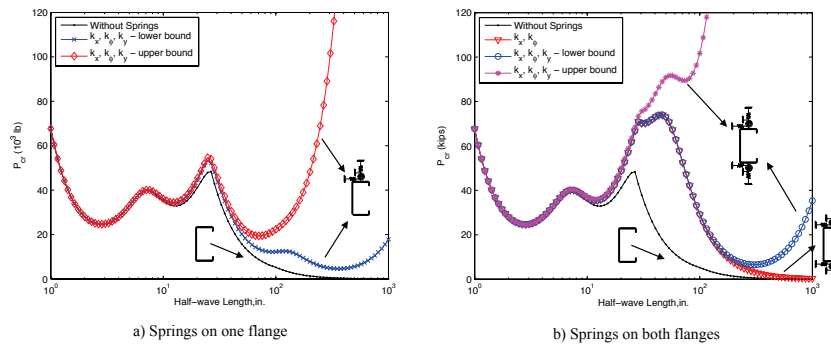 120
100
80
60
40
20
0
P_cr (10^3 lb)
Without Springs
k_x, k_ϕ, k_y – lower bound
k_x, k_ϕ, k_y – upper bound
10^0
10^1
10^2
10^3
Half-wave Length,in.
a) Springs on one flange
120
100
80
60
40
20
0
P_cr (kips)
Without Springs
k_x, k_ϕ
k_x, k_ϕ, k_y – lower bound
k_x, k_ϕ, k_y – upper bound
10^0
10^1
10^2
10^3
Half-wave Length,in.
b) Springs on both flanges